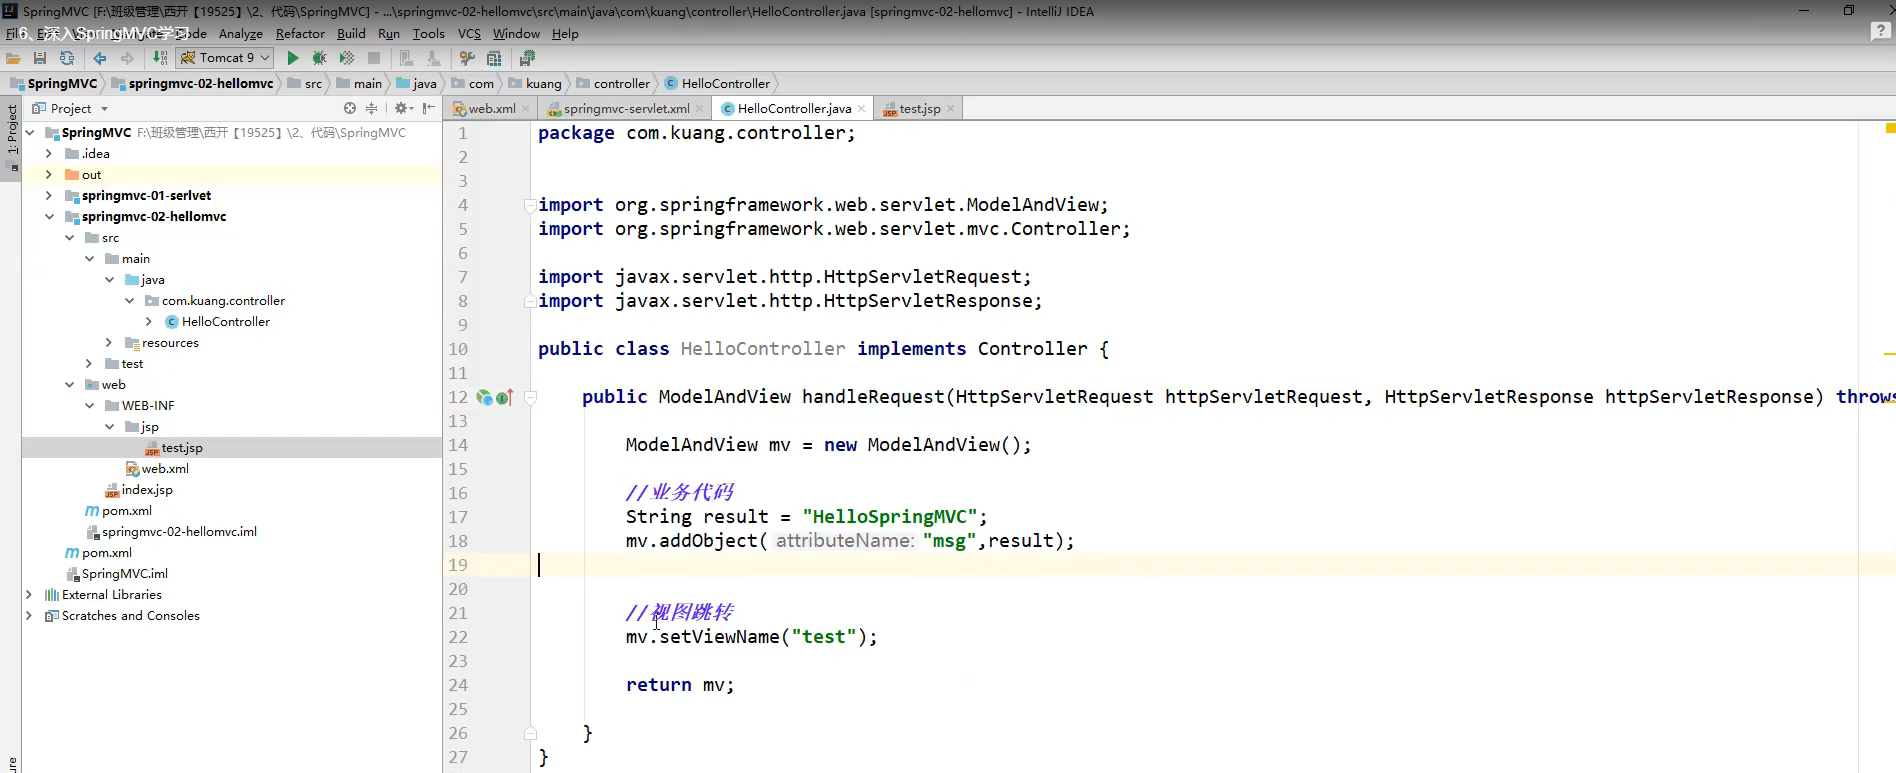 SpringMVC [F:\班级管理\西开【19525】\2、代码\SpringMVC] - ...\springmvc-02-hellomvc\src\main\java\com\kuang\controller\HelloController.java [springmvc-02-hellomvc] - IntelliJ IDEA
6、深入SpringMVC学习
Analyze Refactor Build Run Tools VCS Window Help
Tomcat 9
SpringMVC springmvc-02-hellomvc src main java com kuang controller HelloController
1: Project
Project
web.xml springmvc-servlet.xml HelloController.java test.jsp
SpringMVC F:\班级管理\西开【19525】\2、代码\SpringMVC
.idea
out
springmvc-01-serlvet
springmvc-02-hellomvc
src
main
java
com.kuang.controller
HelloController
resources
test
web
WEB-INF
jsp
test.jsp
web.xml
index.jsp
pom.xml
springmvc-02-hellomvc.iml
pom.xml
SpringMVC.iml
External Libraries
Scratches and Consoles
1 package com.kuang.controller;
2
3
4 import org.springframework.web.servlet.ModelAndView;
5 import org.springframework.web.servlet.mvc.Controller;
6
7 import javax.servlet.http.HttpServletRequest;
8 import javax.servlet.http.HttpServletResponse;
9
10 public class HelloController implements Controller {
11
12 public ModelAndView handleRequest(HttpServletRequest httpServletRequest, HttpServletResponse httpServletResponse) throws
13
14 ModelAndView mv = new ModelAndView();
15
16 //业务代码
17 String result = "HelloSpringMVC";
18 mv.addObject( attributeName: "msg",result);
19
20
21 //视图跳转
22 mv.setViewName("test");
23
24 return mv;
25
26 }
27 }